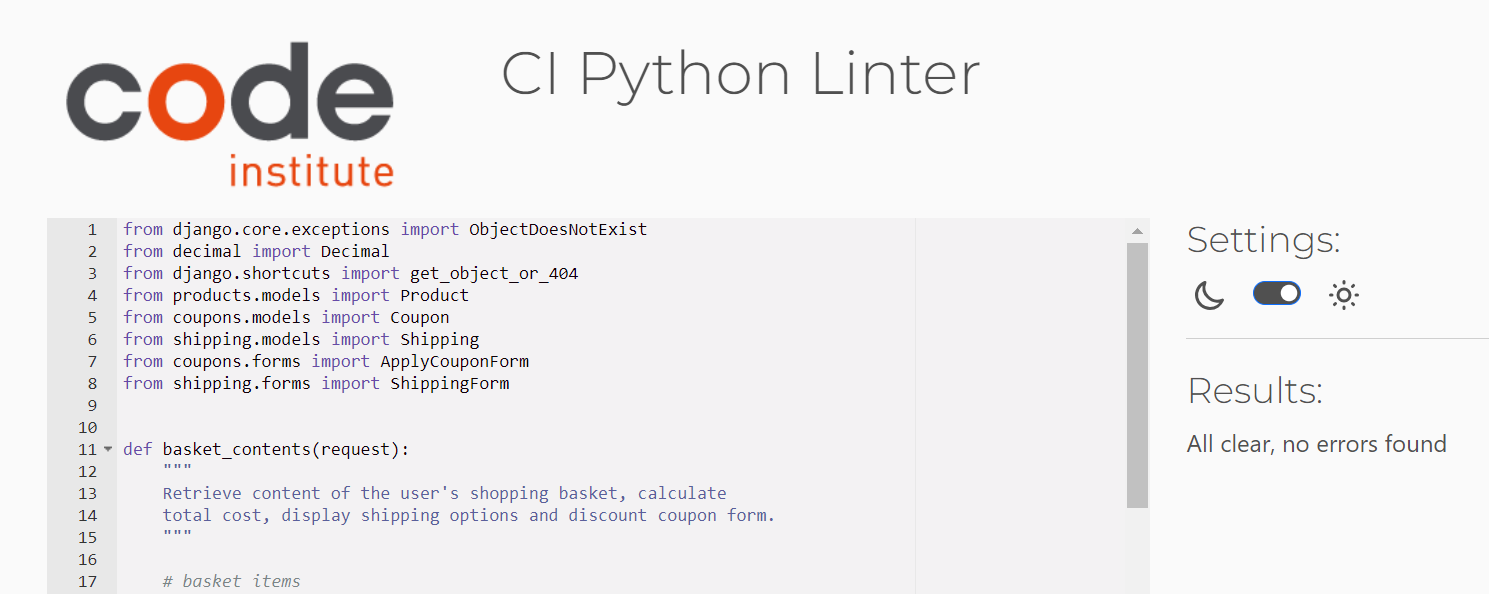 code
institute
CI Python Linter
1 from django.core.exceptions import ObjectDoesNotExist
2 from decimal import Decimal
3 from django.shortcuts import get_object_or_404
4 from products.models import Product
5 from coupons.models import Coupon
6 from shipping.models import Shipping
7 from coupons.forms import ApplyCouponForm
8 from shipping.forms import ShippingForm
9
10
11 def basket_contents(request):
12     """
13     Retrieve content of the user's shopping basket, calculate
14     total cost, display shipping options and discount coupon form.
15     """
16
17     # basket items
Settings:
Results:
All clear, no errors found